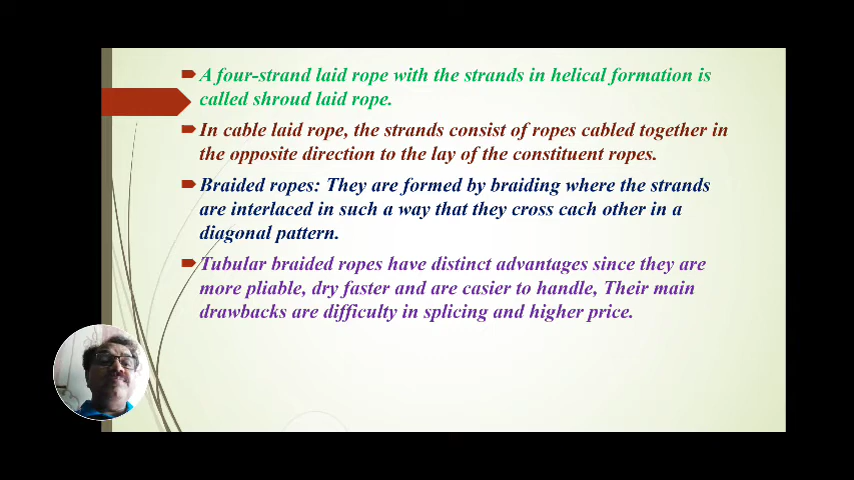 A four-strand laid rope with the strands in helical formation is
called shroud laid rope.
In cable laid rope, the strands consist of ropes cabled together in
the opposite direction to the lay of the constituent ropes.
Braided ropes: They are formed by braiding where the strands
are interlaced in such a way that they cross cach other in a
diagonal pattern.
Tubular braided ropes have distinct advantages since they are
more pliable, dry faster and are casier to handle, Their main
drawbacks are difficulty in splicing and higher price.